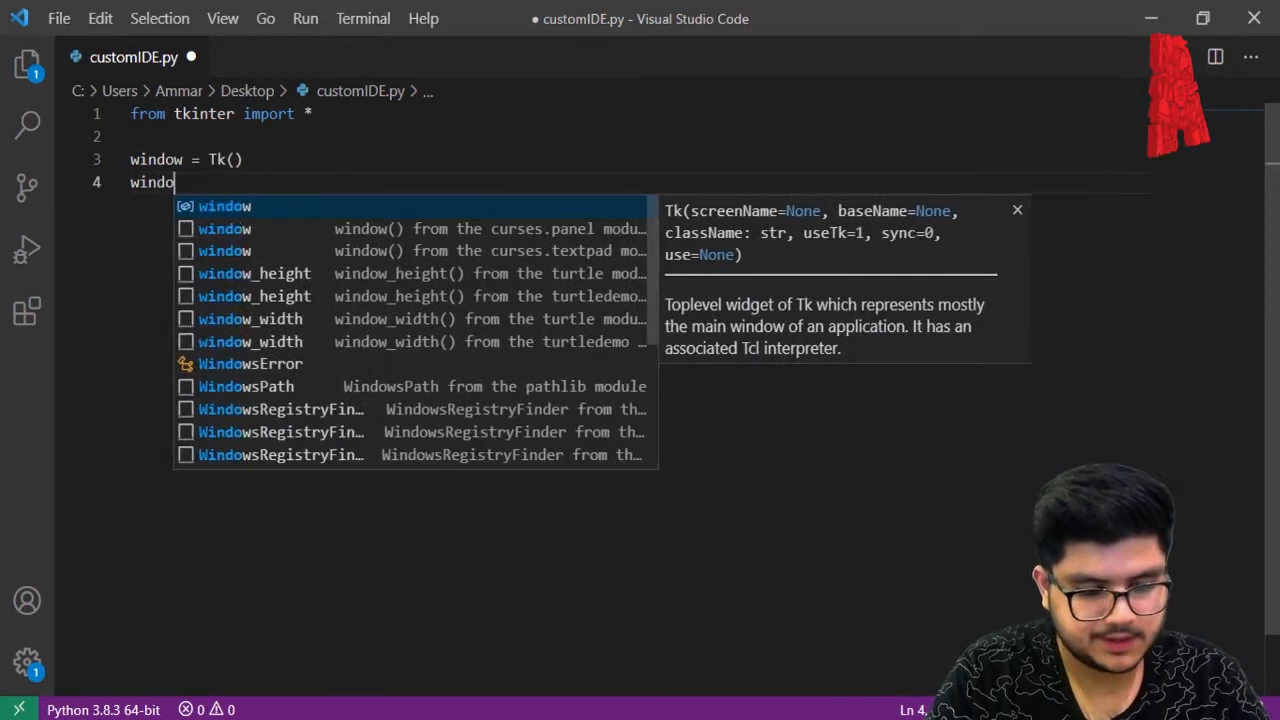 File Edit Selection View Go Run Terminal Help ● customIDE.py - Visual Studio Code
customIDE.py ●
C: > Users > Ammar > Desktop > customIDE.py > ...
1 from tkinter import *
2
3 window = Tk()
4 windo
window
window window() from the curses.panel modu…
window window() from the curses.textpad mo…
window_height window_height() from the turtle mod…
window_height window_height() from the turtledemo…
window_width window_width() from the turtle modu…
window_width window_width() from the turtledemo …
WindowsError
WindowsPath WindowsPath from the pathlib module
WindowsRegistryFin… WindowsRegistryFinder from th…
WindowsRegistryFin… WindowsRegistryFinder from th…
WindowsRegistryFin… WindowsRegistryFinder from th…
Tk(screenName=None, baseName=None,
className: str, useTk=1, sync=0,
use=None)
Toplevel widget of Tk which represents mostly
the main window of an application. It has an
associated Tcl interpreter.
1
1
Python 3.8.3 64-bit 0 0 Ln 4,